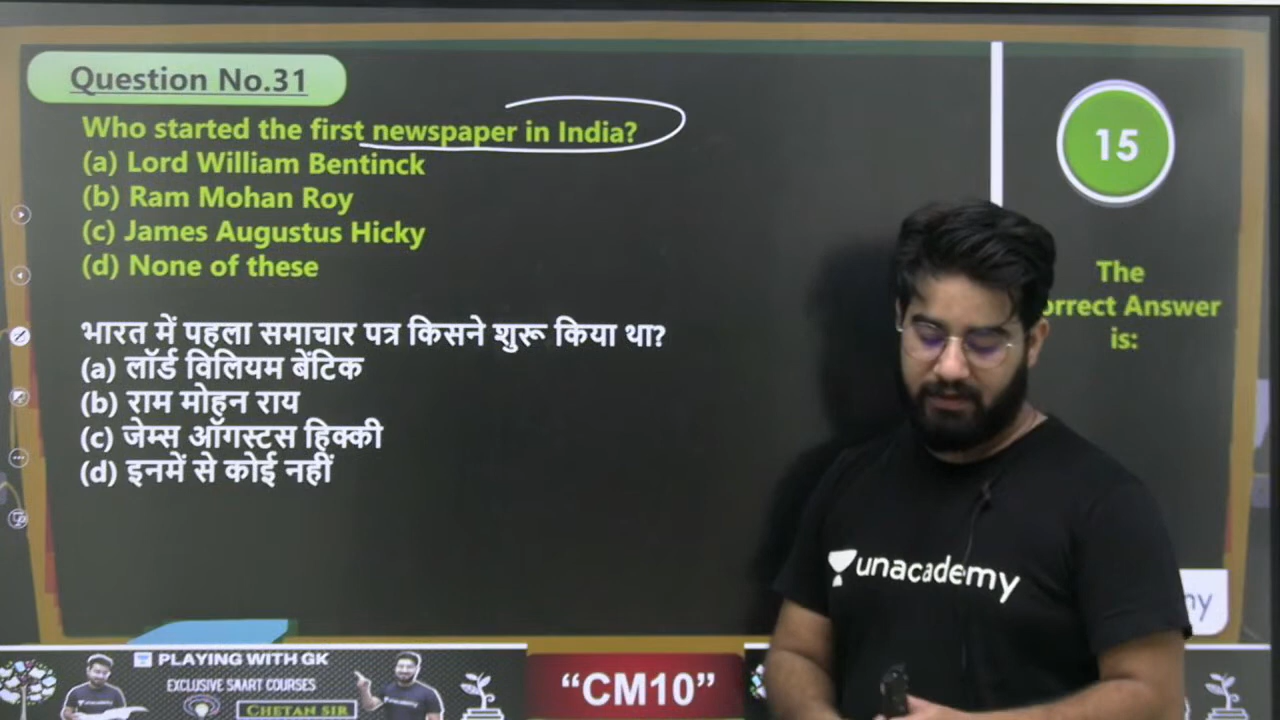 Question No.31
Who started the first newspaper in India?
(a) Lord William Bentinck
(b) Ram Mohan Roy
(c) James Augustus Hicky
(d) None of these
भारत में पहला समाचार पत्र किसने शुरू किया था?
(a) लॉर्ड विलियम बेंटिक
(b) राम मोहन राय
(c) जेम्स ऑगस्टस हिक्की
(d) इनमें से कोई नहीं
15
The
orrect Answer
is:
unacademy
my
PLAYING WITH GK
EXCLUSIVE SAART COURSES
CHETAN SIR
“CM10”